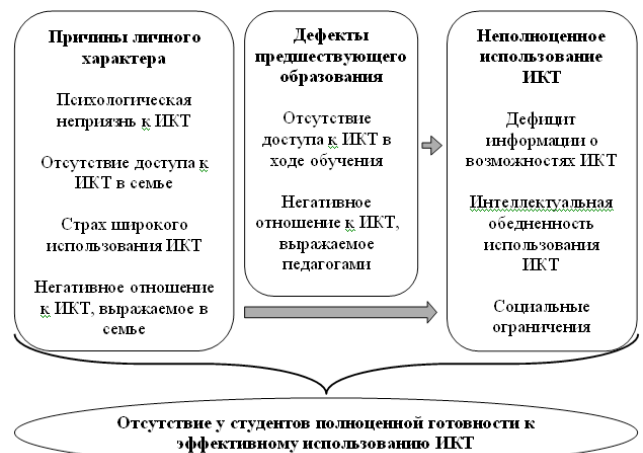 Причины личного
характера
Психологическая
неприязнь к ИКТ
Отсутствие доступа к
ИКТ в семье
Страх широкого
использования ИКТ
Негативное отношение
к ИКТ, выражаемое в
семье
Дефекты
предшествующего
образования
Отсутствие
доступа к ИКТ в
ходе обучения
Негативное
отношение к ИКТ,
выражаемое
педагогами
Неполноценное
использование
ИКТ
Дефицит
информации о
возможностях ИКТ
Интеллектуальная
обедненность
использования
ИКТ
Социальные
ограничения
Отсутствие у студентов полноценной готовности к
эффективному использованию ИКТ